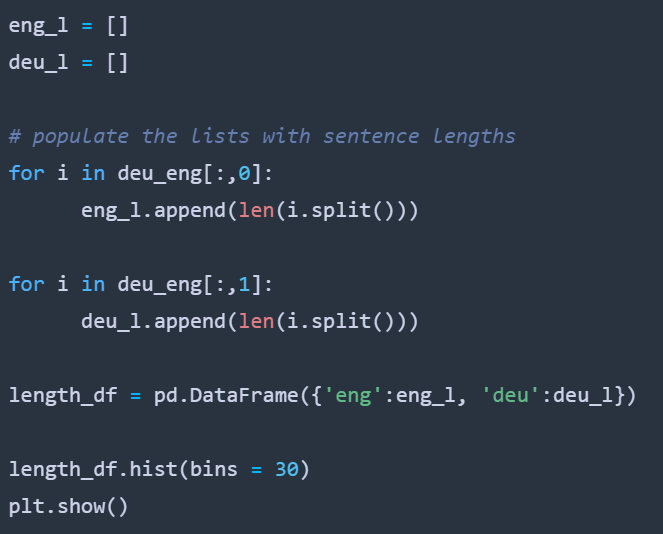 eng_l = []
deu_l = []
# populate the lists with sentence lengths
for i in deu_eng[:,0]:
      eng_l.append(len(i.split()))
for i in deu_eng[:,1]:
      deu_l.append(len(i.split()))
length_df = pd.DataFrame({'eng':eng_l, 'deu':deu_l})
length_df.hist(bins = 30)
plt.show()